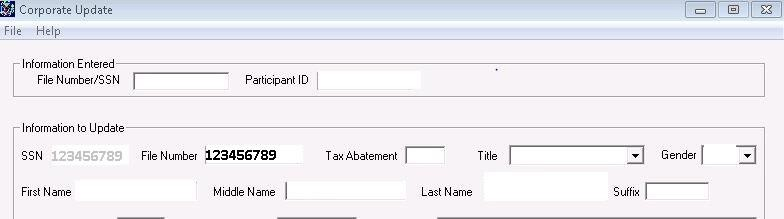 Corporate Update
File Help
Information Entered
File Number/SSN Participant ID
Information to Update
SSN 123456789 File Number 123456789 Tax Abatement Title Gender
First Name Middle Name Last Name Suffix